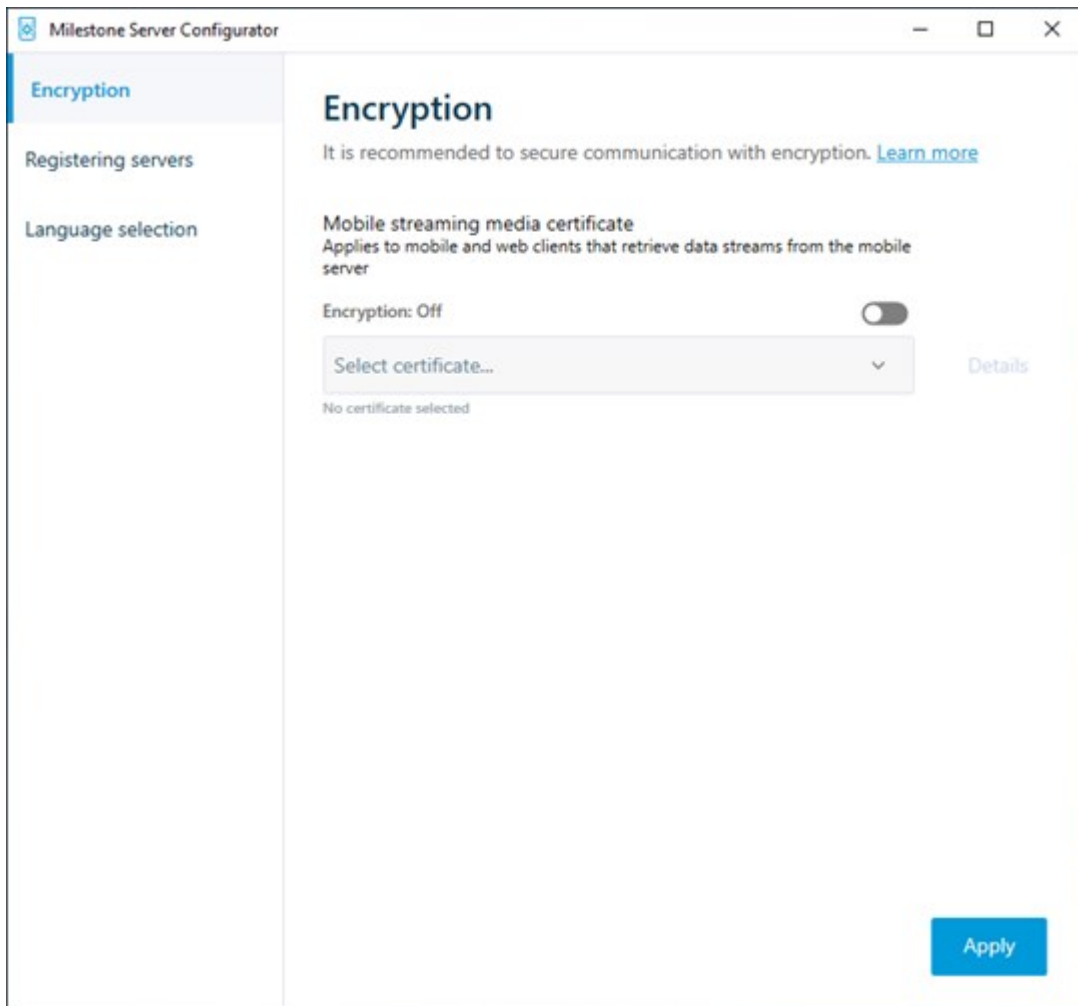 Milestone Server Configurator
Encryption
Registering servers
Language selection
Encryption
It is recommended to secure communication with encryption. Learn more
Mobile streaming media certificate
Applies to mobile and web clients that retrieve data streams from the mobile
server
Encryption: Off
Select certificate...
Details
No certificate selected
Apply